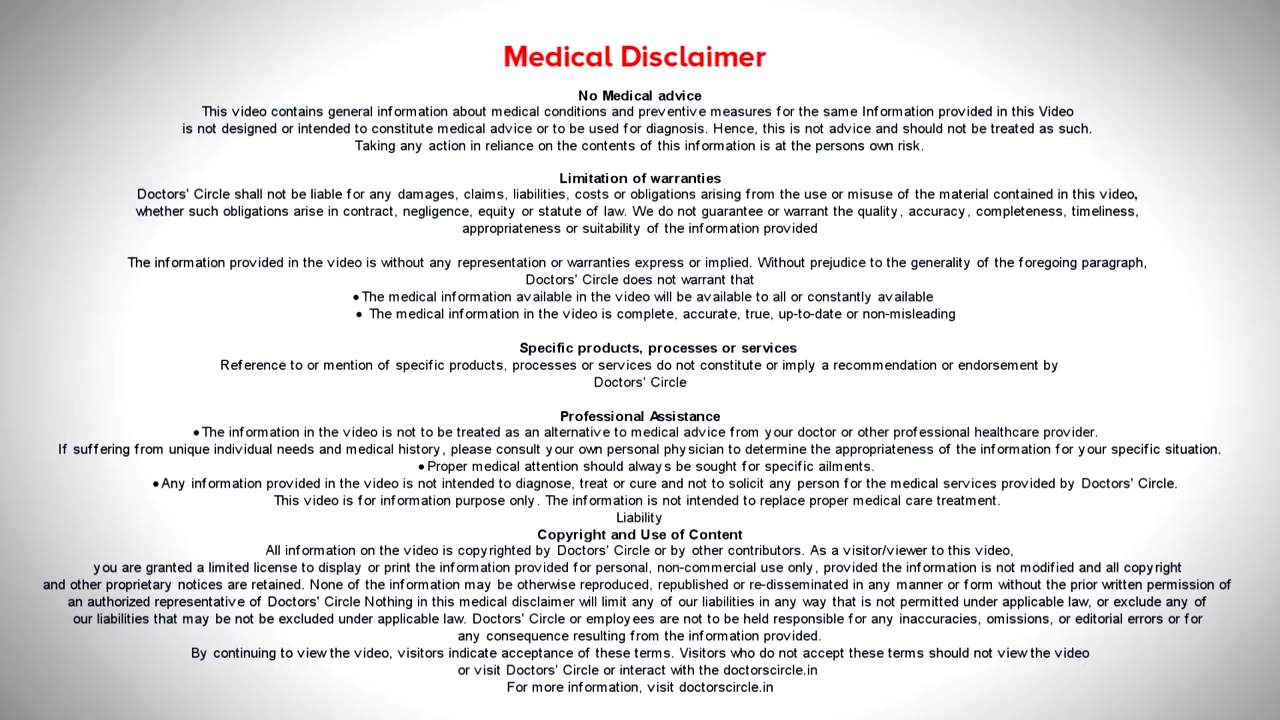 Medical Disclaimer
No Medical advice
This video contains general information about medical conditions and preventive measures for the same Information provided in this Video
is not designed or intended to constitute medical advice or to be used for diagnosis. Hence, this is not advice and should not be treated as such.
Taking any action in reliance on the contents of this information is at the persons own risk.
Limitation of warranties
Doctors' Circle shall not be liable for any damages, claims, liabilities, costs or obligations arising from the use or misuse of the material contained in this video,
whether such obligations arise in contract, negligence, equity or statute of law. We do not guarantee or warrant the quality, accuracy, completeness, timeliness,
appropriateness or suitability of the information provided
The information provided in the video is without any representation or warranties express or implied. Without prejudice to the generality of the foregoing paragraph,
Doctors' Circle does not warrant that
• The medical information available in the video will be available to all or constantly available
• The medical information in the video is complete, accurate, true, up-to-date or non-misleading
Specific products, processes or services
Reference to or mention of specific products, processes or services do not constitute or imply a recommendation or endorsement by
Doctors' Circle
Professional Assistance
• The information in the video is not to be treated as an alternative to medical advice from your doctor or other professional healthcare provider.
If suffering from unique individual needs and medical history, please consult your own personal physician to determine the appropriateness of the information for your specific situation.
• Proper medical attention should always be sought for specific ailments.
• Any information provided in the video is not intended to diagnose, treat or cure and not to solicit any person for the medical services provided by Doctors' Circle.
This video is for information purpose only. The information is not intended to replace proper medical care treatment.
Liability
Copyright and Use of Content
All information on the video is copyrighted by Doctors' Circle or by other contributors. As a visitor/viewer to this video,
you are granted a limited license to display or print the information provided for personal, non-commercial use only, provided the information is not modified and all copyright
and other proprietary notices are retained. None of the information may be otherwise reproduced, republished or re-disseminated in any manner or form without the prior written permission of
an authorized representative of Doctors' Circle Nothing in this medical disclaimer will limit any of our liabilities in any way that is not permitted under applicable law, or exclude any of
our liabilities that may be not be excluded under applicable law. Doctors' Circle or employees are not to be held responsible for any inaccuracies, omissions, or editorial errors or for
any consequence resulting from the information provided.
By continuing to view the video, visitors indicate acceptance of these terms. Visitors who do not accept these terms should not view the video
or visit Doctors' Circle or interact with the doctorscircle.in
For more information, visit doctorscircle.in